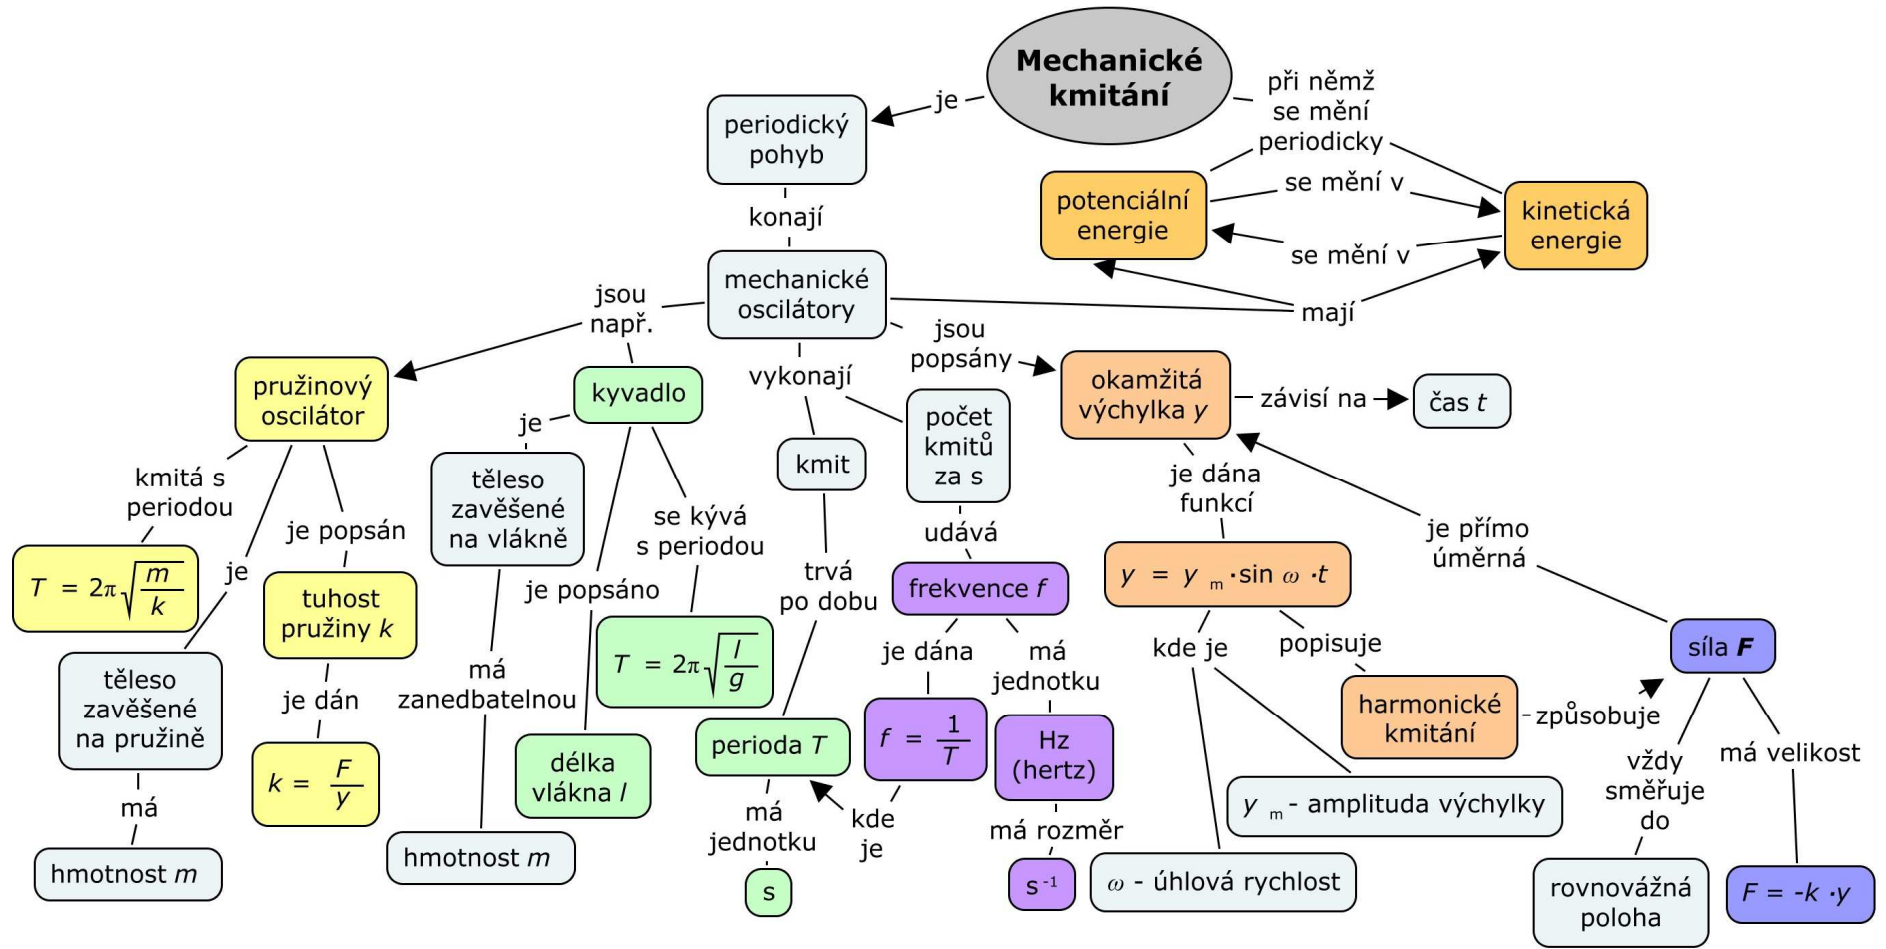 Mechanické
kmitání
je
při němž
se mění
periodicky
periodický
pohyb
potenciální
energie
se mění v
kinetická
energie
se mění v
konají
mechanické
oscilátory
mají
jsou
např.
jsou
popsány
vykonají
pružinový
oscilátor
kyvadlo
okamžitá
výchylka y
závisí na
čas t
kmitá s
periodou
je
je popsán
T = 2π√(m/k)
těleso
zavěšené
na pružině
má
hmotnost m
tuhost
pružiny k
je dán
k = F/y
je
těleso
zavěšené
na vlákně
má
zanedbatelnou
hmotnost m
je popsáno
délka
vlákna l
se kývá
s periodou
T = 2π√(l/g)
kmit
trvá
po dobu
perioda T
má
jednotku
s
počet
kmitů
za s
udává
frekvence f
je dána
f = 1/T
kde
je
má
jednotku
Hz
(hertz)
má rozměr
s⁻¹
je dána
funkcí
y = y m ·sin ω ·t
kde je
popisuje
ω - úhlová rychlost
y m - amplituda výchylky
harmonické
kmitání
způsobuje
je přímo
úměrná
síla F
vždy
směřuje
do
rovnovážná
poloha
má velikost
F = -k ·y